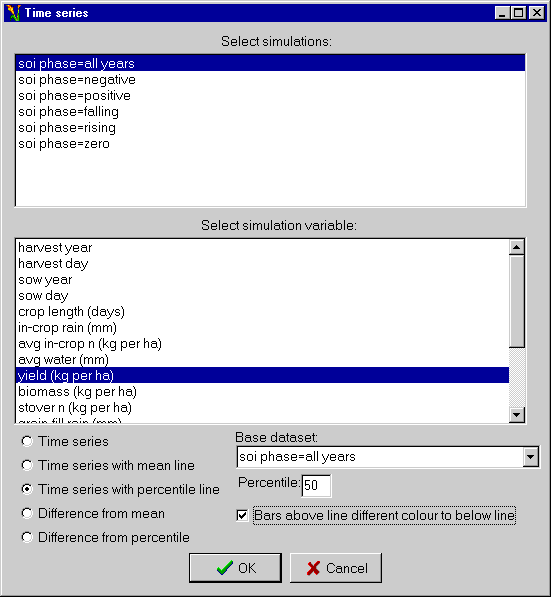 Time series
Select simulations:
soi phase=all years
soi phase=negative
soi phase=positive
soi phase=falling
soi phase=rising
soi phase=zero
Select simulation variable:
harvest year
harvest day
sow year
sow day
crop length (days)
in-crop rain (mm)
avg in-crop n (kg per ha)
avg water (mm)
yield (kg per ha)
biomass (kg per ha)
stover n (kg per ha)
grain fill rain (mm)
Time series
Time series with mean line
Time series with percentile line
Difference from mean
Difference from percentile
Base dataset:
soi phase=all years
Percentile: 50
Bars above line different colour to below line
OK
Cancel